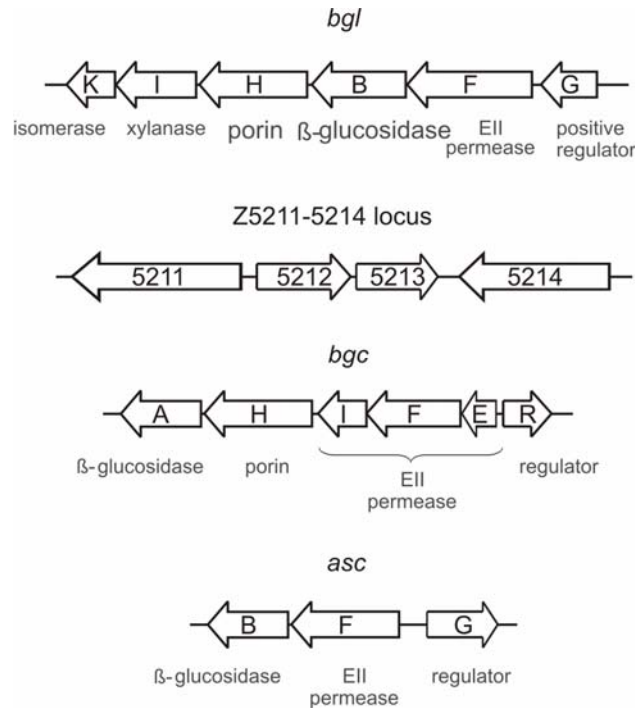 bgl
K I H B F G
isomerase xylanase porin ß-glucosidase EII permease positive regulator
Z5211-5214 locus
5211 5212 5213 5214
bgc
A H I F E R
ß-glucosidase porin EII permease regulator
asc
B F G
ß-glucosidase EII permease regulator